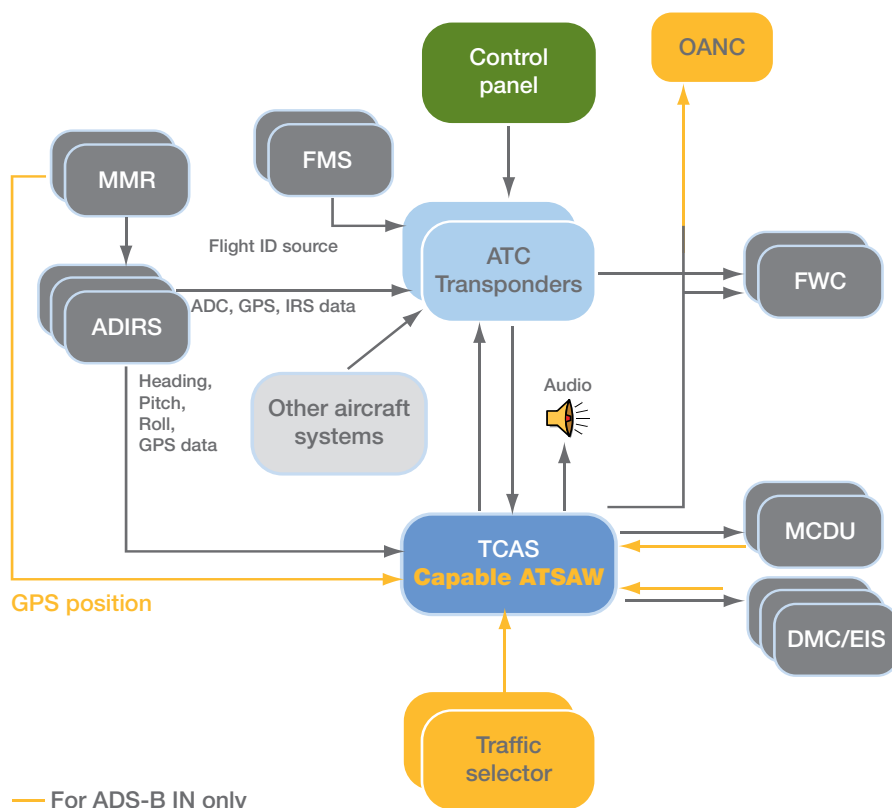 OANC
Control
panel
FMS
MMR
Flight ID source
ATC
Transponders
FWC
ADIRS
ADC, GPS, IRS data
Heading,
Pitch,
Roll,
GPS data
Other aircraft
systems
Audio
TCAS
Capable ATSAW
MCDU
GPS position
DMC/EIS
Traffic
selector
For ADS-B IN only